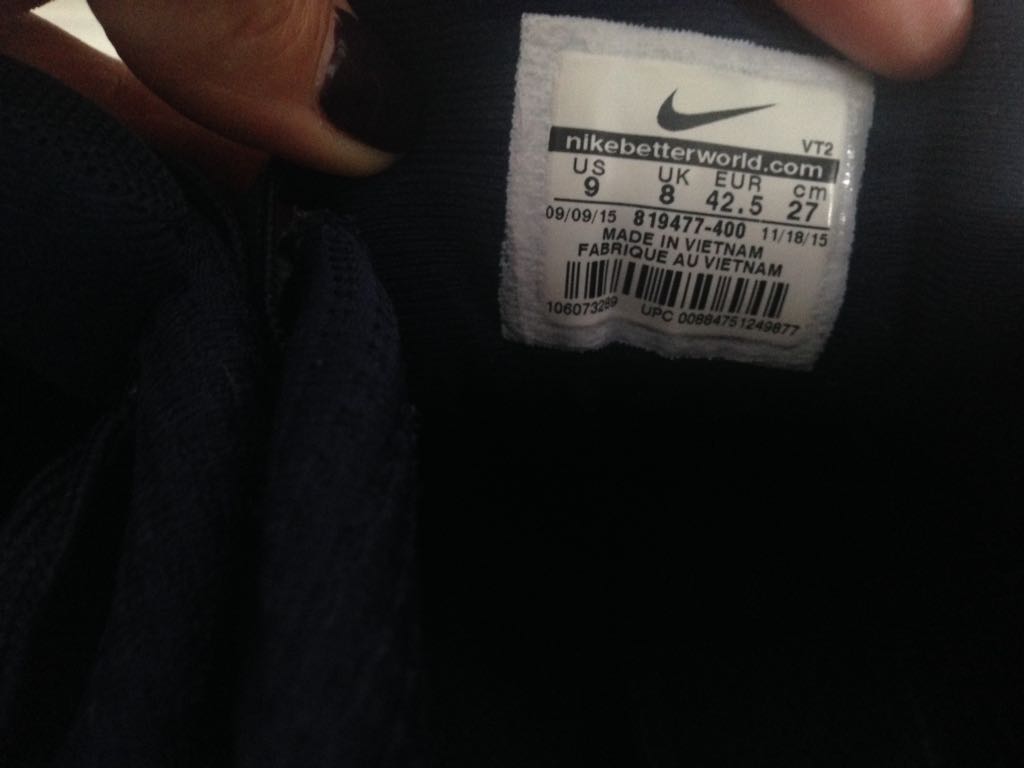 VT2
nikebetterworld.com
US UK EUR cm
9 8 42.5 27
09/09/15 819477-400 11/18/15
MADE IN VIETNAM
FABRIQUE AU VIETNAM
106073289 UPC 00884751249877